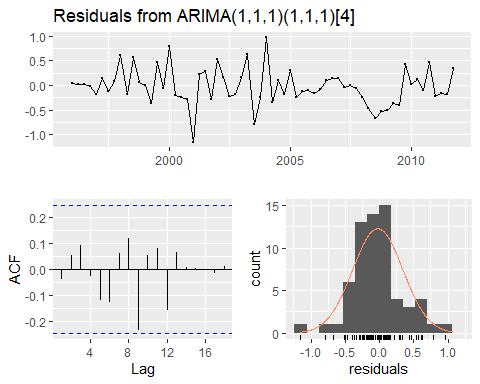 Residuals from ARIMA(1,1,1)(1,1,1)[4]
1.0
0.5
0.0
-0.5
-1.0
2000 2005 2010
ACF
0.2
0.1
0.0
-0.1
-0.2
4 8 12 16
Lag
count
15
10
5
0
-1.0 -0.5 0.0 0.5 1.0
residuals